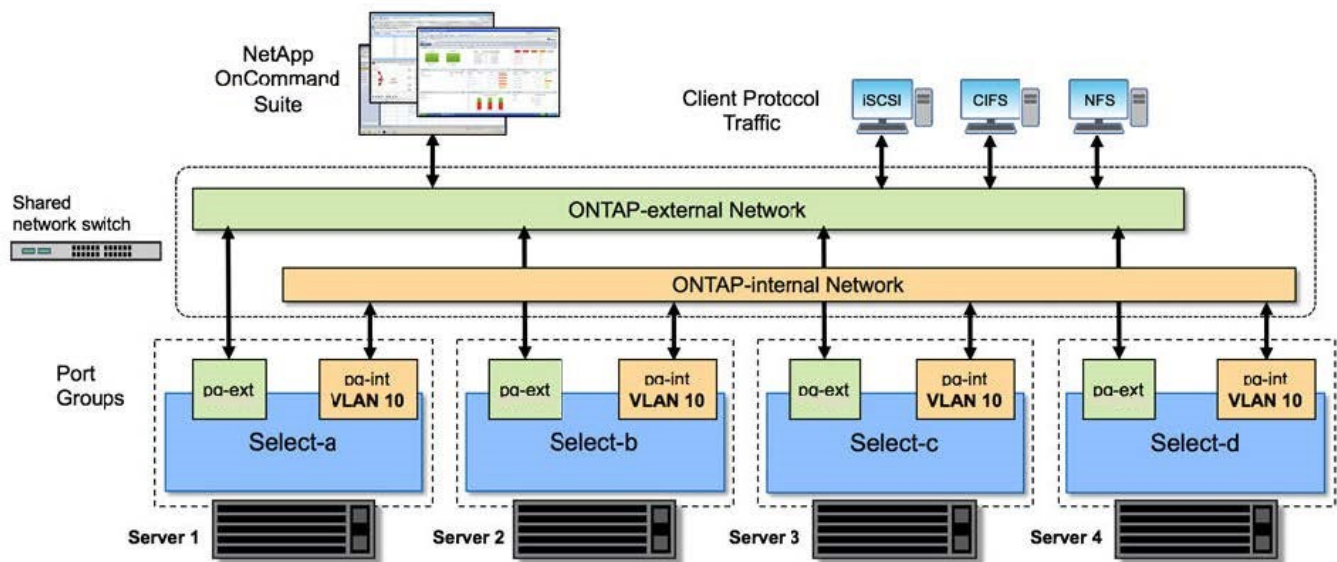 NetApp
OnCommand
Suite
Client Protocol
Traffic
iSCSI
CIFS
NFS
Shared
network switch
ONTAP-external Network
ONTAP-internal Network
Port
Groups
pg-ext
pg-int
VLAN 10
Select-a
pg-ext
pg-int
VLAN 10
Select-b
pg-ext
pg-int
VLAN 10
Select-c
pg-ext
pg-int
VLAN 10
Select-d
Server 1
Server 2
Server 3
Server 4